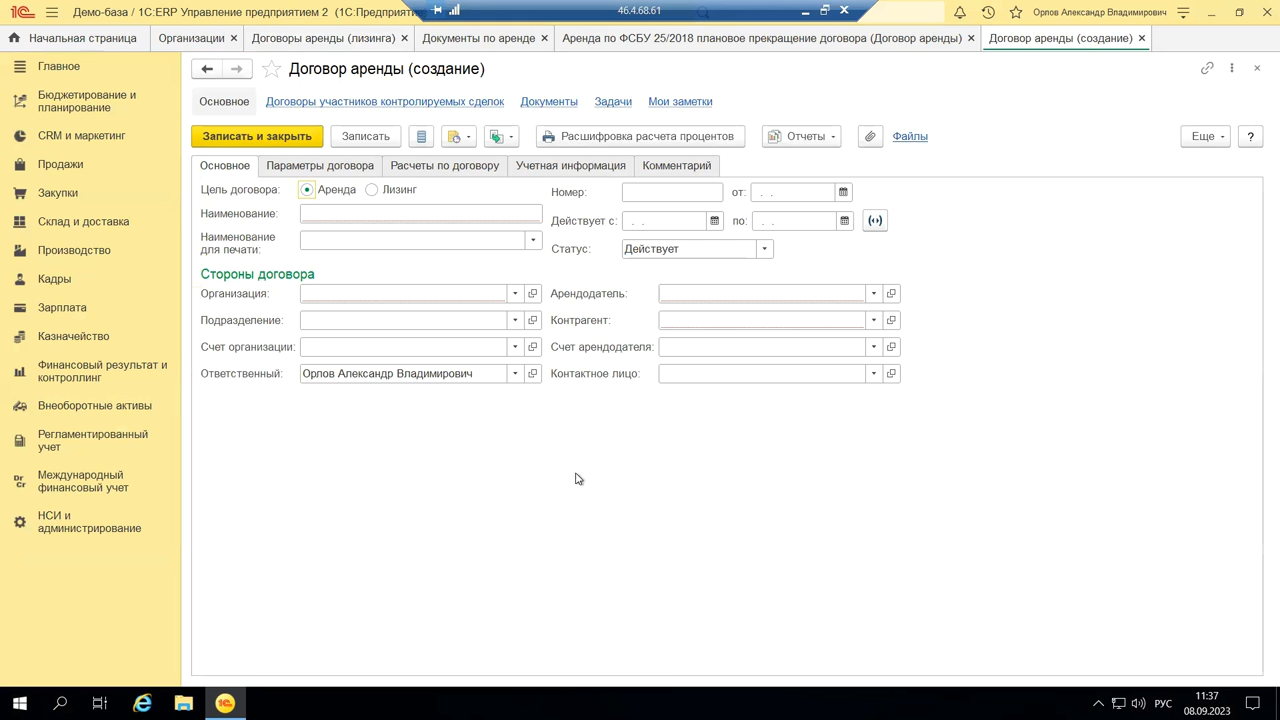 Демо-база / 1С:ERP Управление предприятием 2 (1С:Предприятие
46.4.68.61
Орлов Александр Владимирович
Начальная страница
Организации
Договоры аренды (лизинга)
Документы по аренде
Аренда по ФСБУ 25/2018 плановое прекращение договора (Договор аренды)
Договор аренды (создание)
Главное
Бюджетирование и
планирование
CRM и маркетинг
Продажи
Закупки
Склад и доставка
Производство
Кадры
Зарплата
Казначейство
Финансовый результат и
контроллинг
Внеоборотные активы
Регламентированный
учет
Dr
Cr
Международный
финансовый учет
НСИ и
администрирование
Договор аренды (создание)
Основное
Договоры участников контролируемых сделок
Документы
Задачи
Мои заметки
Записать и закрыть
Записать
Расшифровка расчета процентов
Отчеты
Файлы
Еще
?
Основное
Параметры договора
Расчеты по договору
Учетная информация
Комментарий
Цель договора:
Аренда
Лизинг
Номер:
от:
. .
Наименование:
Действует с:
. .
по:
. .
Наименование
для печати:
Статус:
Действует
Стороны договора
Организация:
Арендодатель:
Подразделение:
Контрагент:
Счет организации:
Счет арендодателя:
Ответственный:
Орлов Александр Владимирович
Контактное лицо:
РУС
11:37
08.09.2023